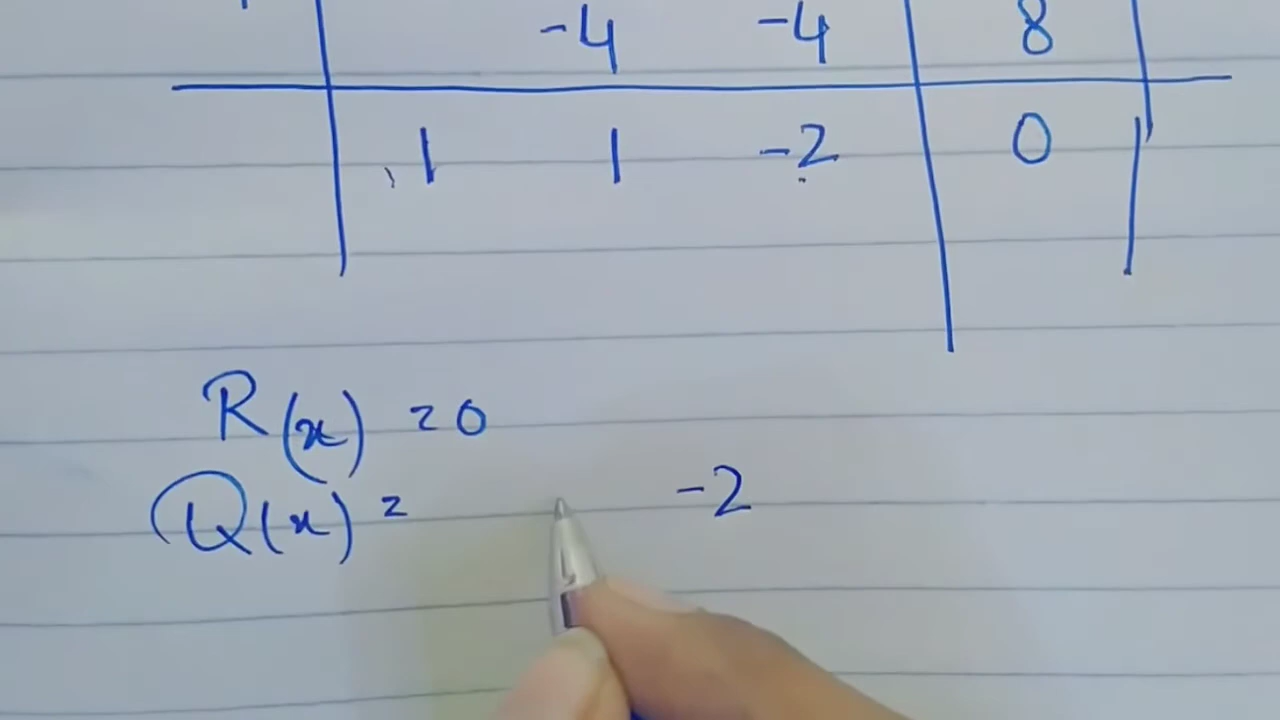 -4 -4 8
1 1 -2 0
R(x) = 0
Q(x) = -2